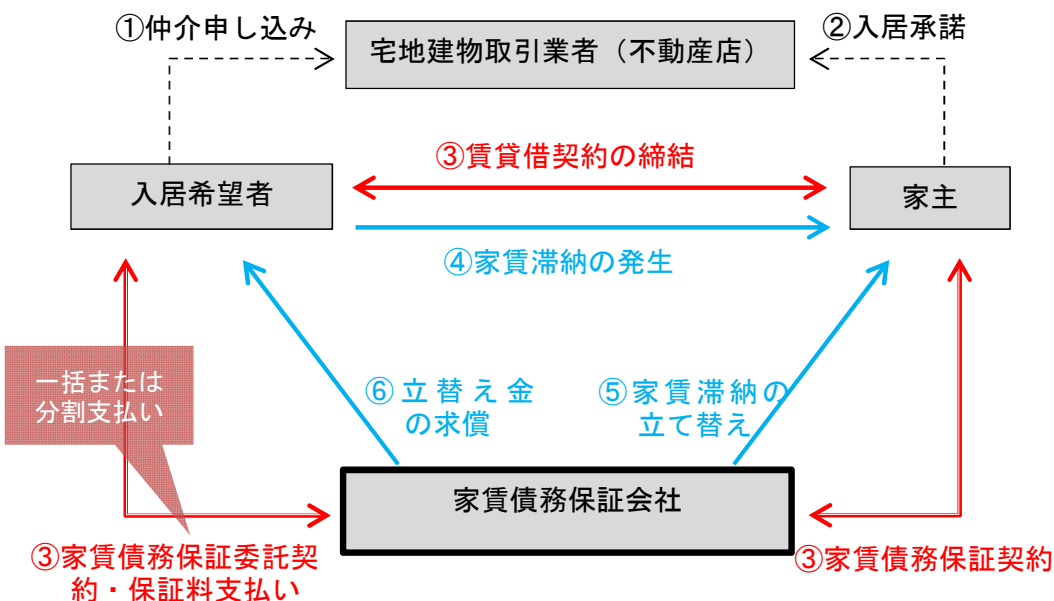 ①仲介申し込み
宅地建物取引業者（不動産店）
②入居承諾
③賃貸借契約の締結
入居希望者
家主
④家賃滞納の発生
一括または
分割支払い
⑥立替え金
の求償
⑤家賃滞納の
立て替え
家賃債務保証会社
③家賃債務保証委託契
約・保証料支払い
③家賃債務保証契約